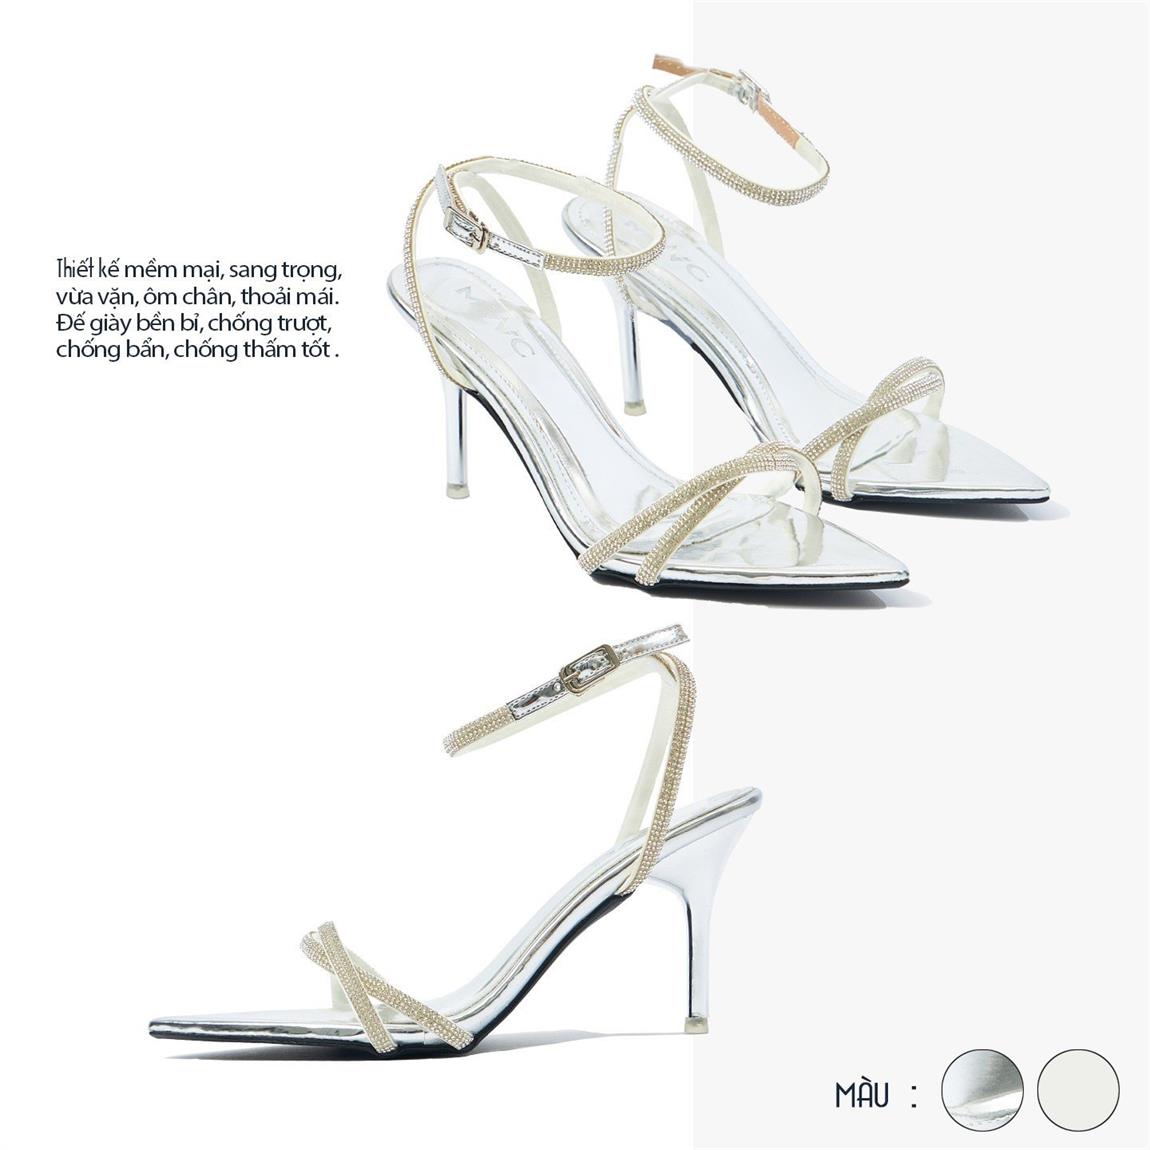 Thiết kế mềm mại, sang trọng,
vừa vặn, ôm chân, thoải mái.
Đế giày bền bỉ, chống trượt,
chống bẩn, chống thấm tốt .
MÀU :